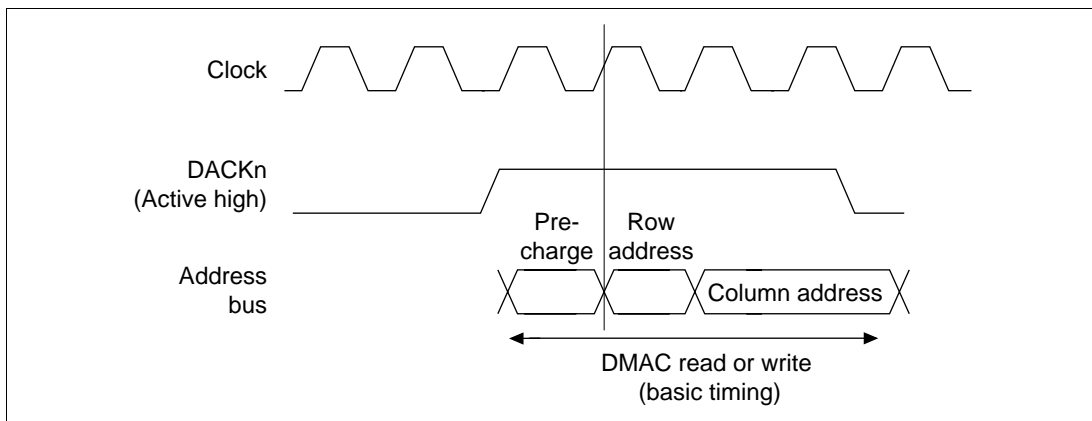 Clock
DACKn
(Active high)
Pre-
charge
Row
address
Address
bus
Column address
DMAC read or write
(basic timing)